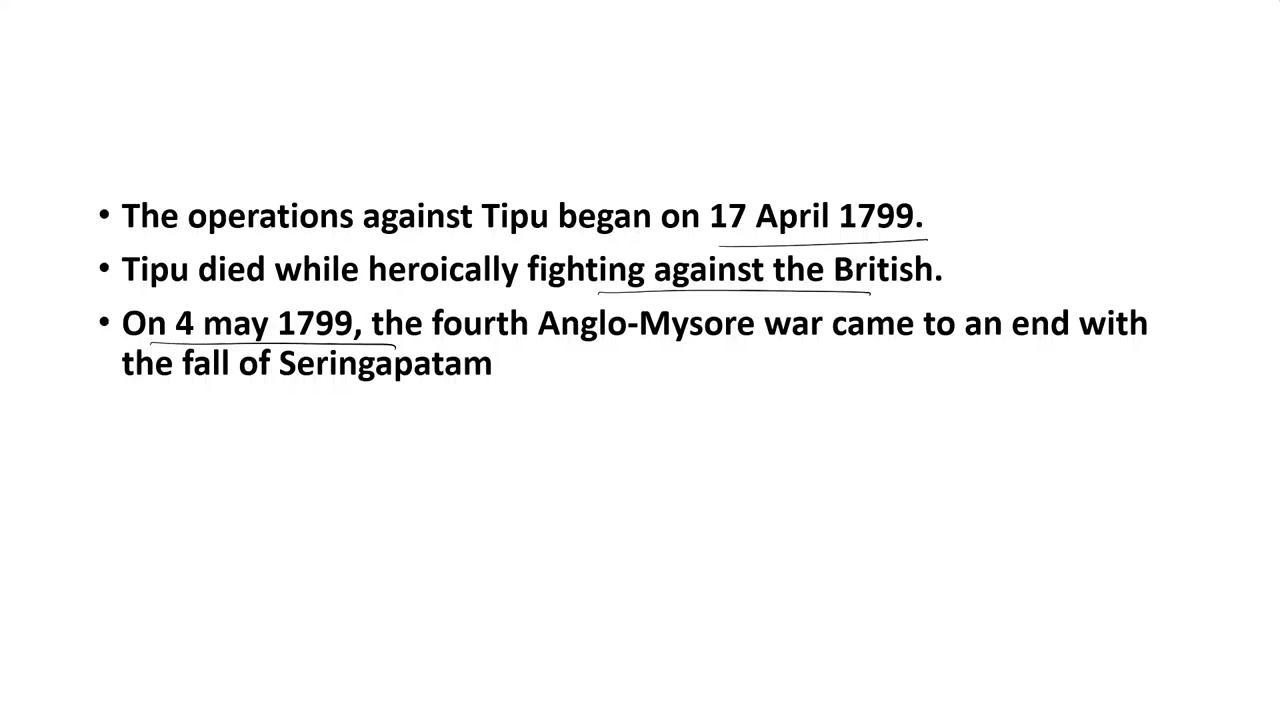 • The operations against Tipu began on 17 April 1799.
• Tipu died while heroically fighting against the British.
• On 4 may 1799, the fourth Anglo-Mysore war came to an end with
the fall of Seringapatam